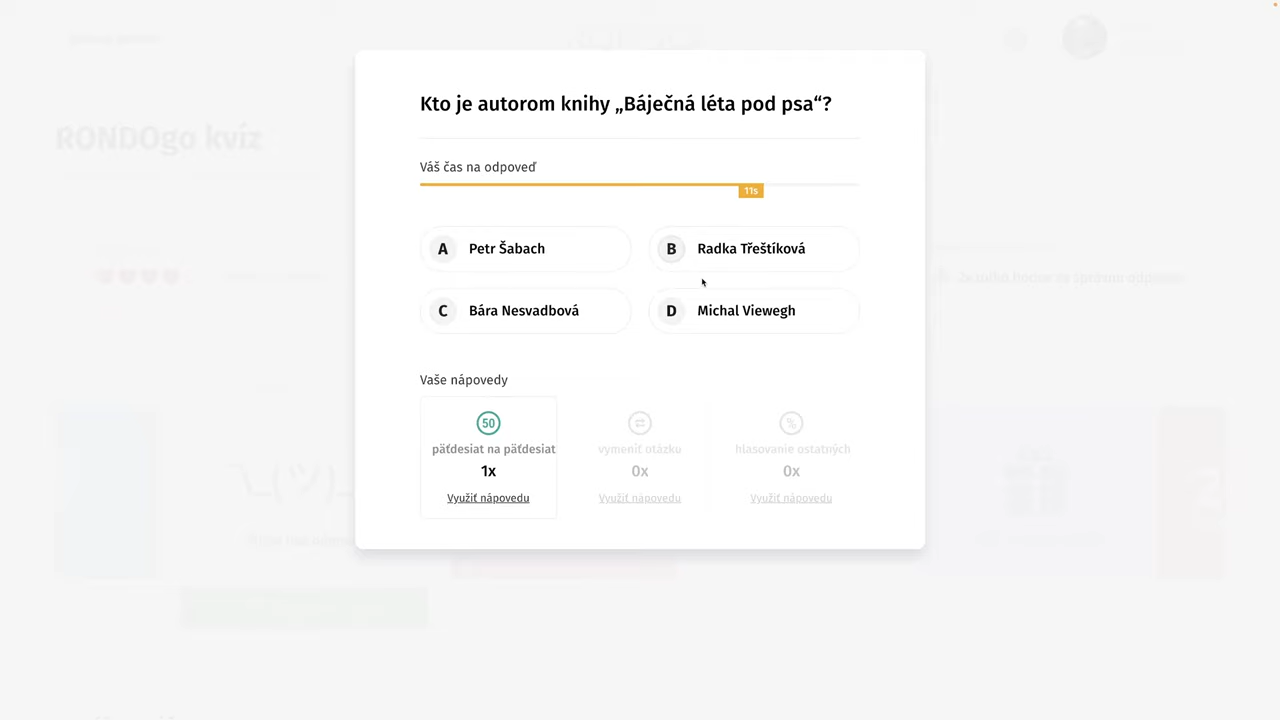 RONDOgo kvíz
Kto je autorom knihy „Báječná léta pod psa“?
Váš čas na odpoveď
11s
A Petr Šabach
B Radka Třeštíková
C Bára Nesvadbová
D Michal Viewegh
Vaše nápovedy
50
päťdesiat na päťdesiat
1x
Využiť nápovedu
vymeniť otázku
0x
Využiť nápovedu
%
hlasovanie ostatných
0x
Využiť nápovedu